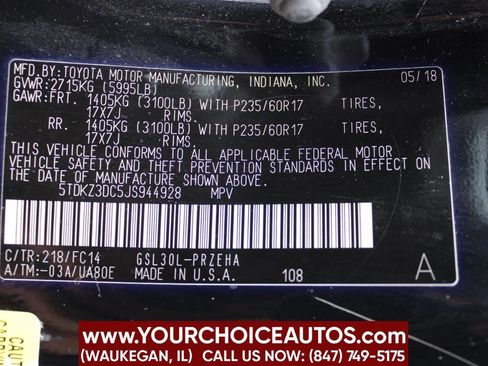 MFD.BY: TOYOTA MOTOR MANUFACTURING, INDIANA, INC. 05/18
GVWR:2715KG (5995LB)
GAWR:FRT. 1405KG (3100LB) WITH P235/60R17 TIRES,
17X7J RIMS.
RR. 1405KG (3100LB) WITH P235/60R17 TIRES,
17X7J RIMS.
THIS VEHICLE CONFORMS TO ALL APPLICABLE FEDERAL MOTOR
VEHICLE SAFETY AND THEFT PREVENTION STANDARDS IN EFFECT ON
THE DATE OF MANUFACTURE SHOWN ABOVE.
5TDKZ3DC5JS944928 MPV
C/TR:218/FC14 GSL30L-PRZEHA
A/TM:-03A/UA80E MADE IN U.S.A. 108 A
WWW.YOURCHOICEAUTOS.COM
(WAUKEGAN, IL) CALL US NOW: (847) 749-5175